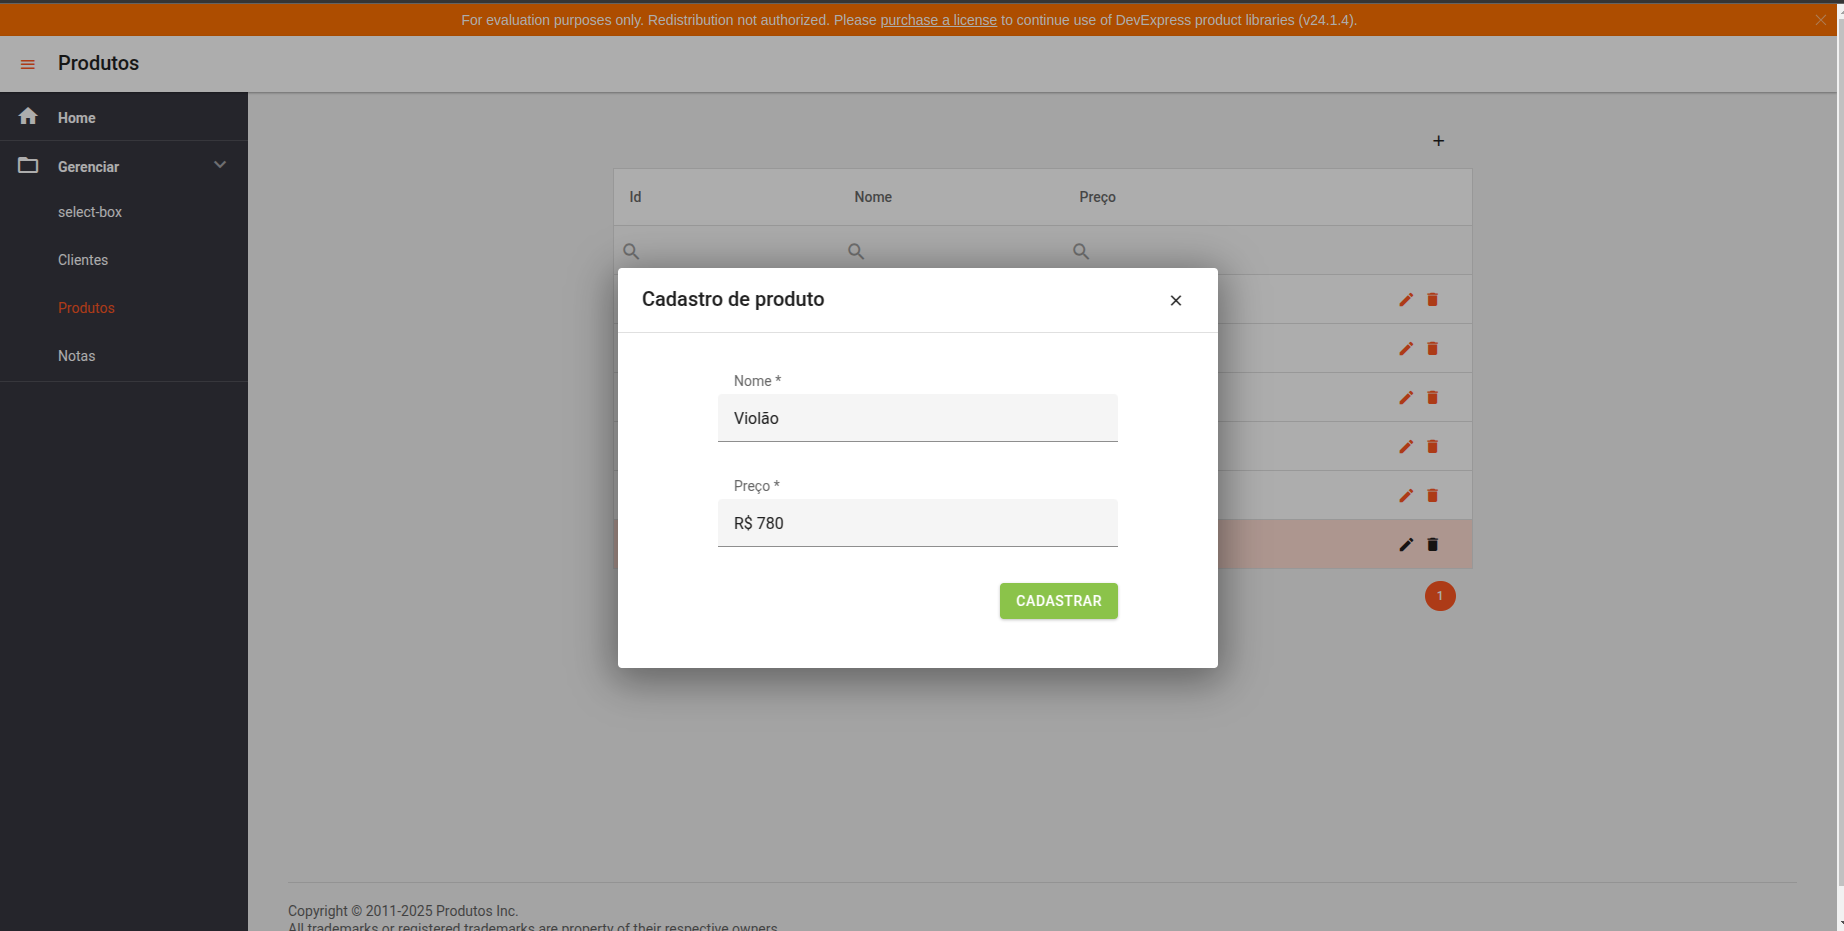 For evaluation purposes only. Redistribution not authorized. Please purchase a license to continue use of DevExpress product libraries (v24.1.4).
Produtos
Home
Gerenciar
select-box
Clientes
Produtos
Notas
Id Nome Preço
Cadastro de produto
Nome *
Violão
Preço *
R$ 780
CADASTRAR
1
Copyright © 2011-2025 Produtos Inc.
All trademarks or registered trademarks are property of their respective owners.